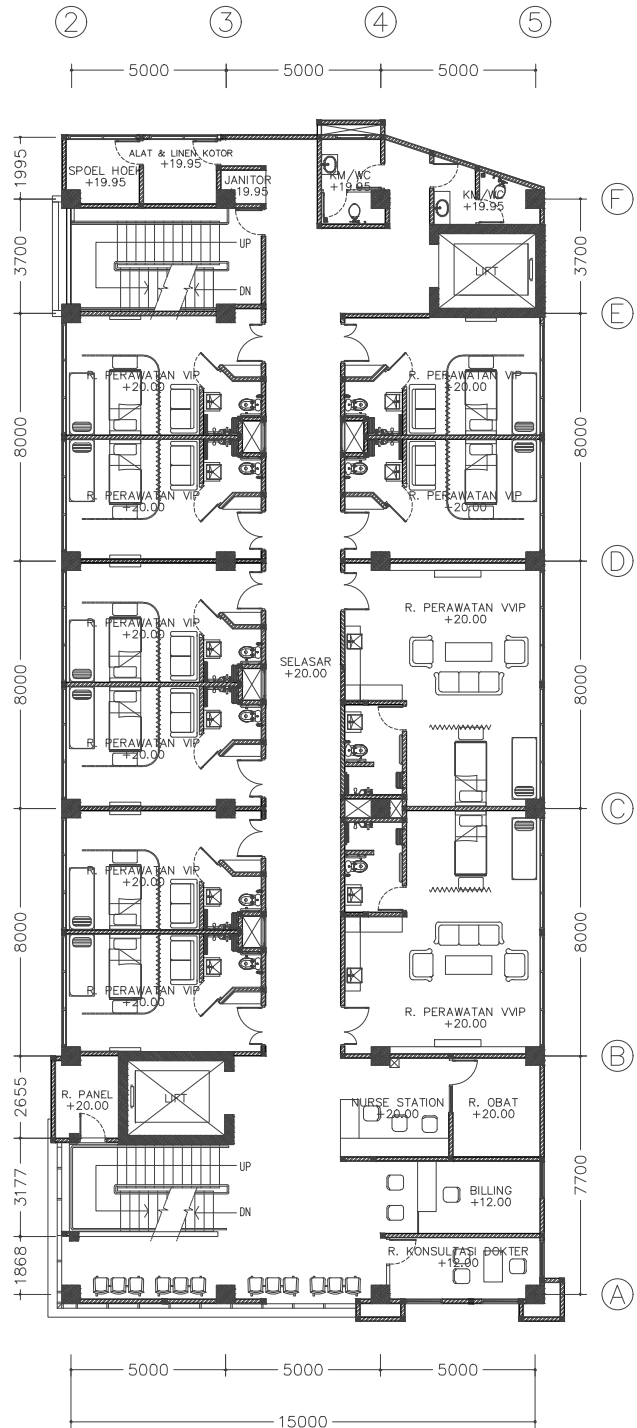 2 3 4 5
5000 5000 5000
1995
ALAT & LINEN KOTOR
+19.95
SPOEL HOEK
+19.95
JANITOR
+19.95
KM/WC
+19.95
KM/WC
+19.95
F
3700
UP
DN
LIFT
3700
E
R. PERAWATAN VIP
+20.00
R. PERAWATAN VIP
+20.00
8000
8000
R. PERAWATAN VIP
+20.00
R. PERAWATAN VIP
+20.00
D
R. PERAWATAN VIP
+20.00
R. PERAWATAN VVIP
+20.00
SELASAR
+20.00
8000
8000
R. PERAWATAN VIP
+20.00
C
R. PERAWATAN VIP
+20.00
8000
8000
R. PERAWATAN VIP
+20.00
R. PERAWATAN VVIP
+20.00
B
R. PANEL
+20.00
LIFT
NURSE STATION
+20.00
R. OBAT
+20.00
2655
UP
DN
3177
7700
BILLING
+12.00
R. KONSULTASI DOKTER
+12.00
1868
A
5000 5000 5000
15000